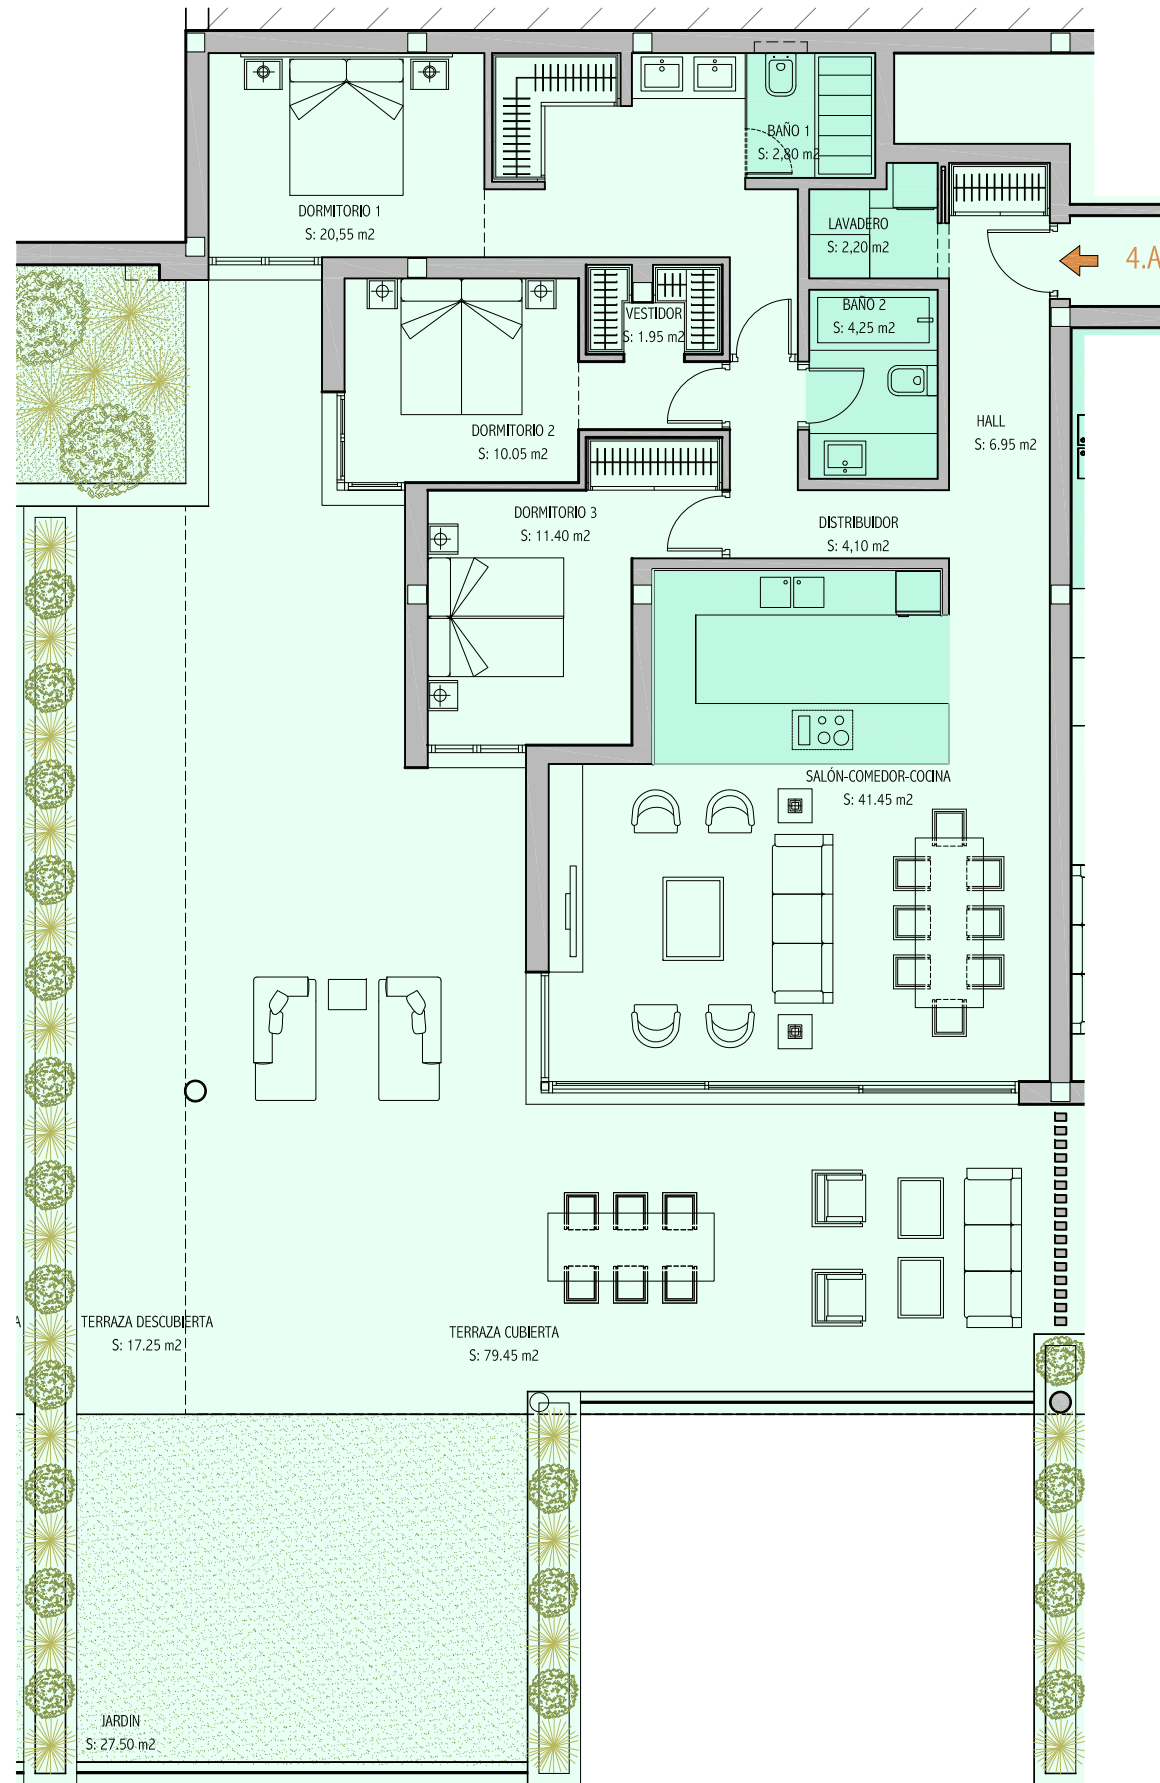 BAÑO 1
S: 2,80 m2
DORMITORIO 1
S: 20,55 m2
LAVADERO
S: 2,20 m2
4.A
VESTIDOR
S: 1.95 m2
BAÑO 2
S: 4,25 m2
DORMITORIO 2
S: 10.05 m2
HALL
S: 6.95 m2
DORMITORIO 3
S: 11.40 m2
DISTRIBUIDOR
S: 4,10 m2
SALÓN-COMEDOR-COCINA
S: 41.45 m2
A
TERRAZA DESCUBIERTA
S: 17.25 m2
TERRAZA CUBIERTA
S: 79.45 m2
JARDIN
S: 27.50 m2